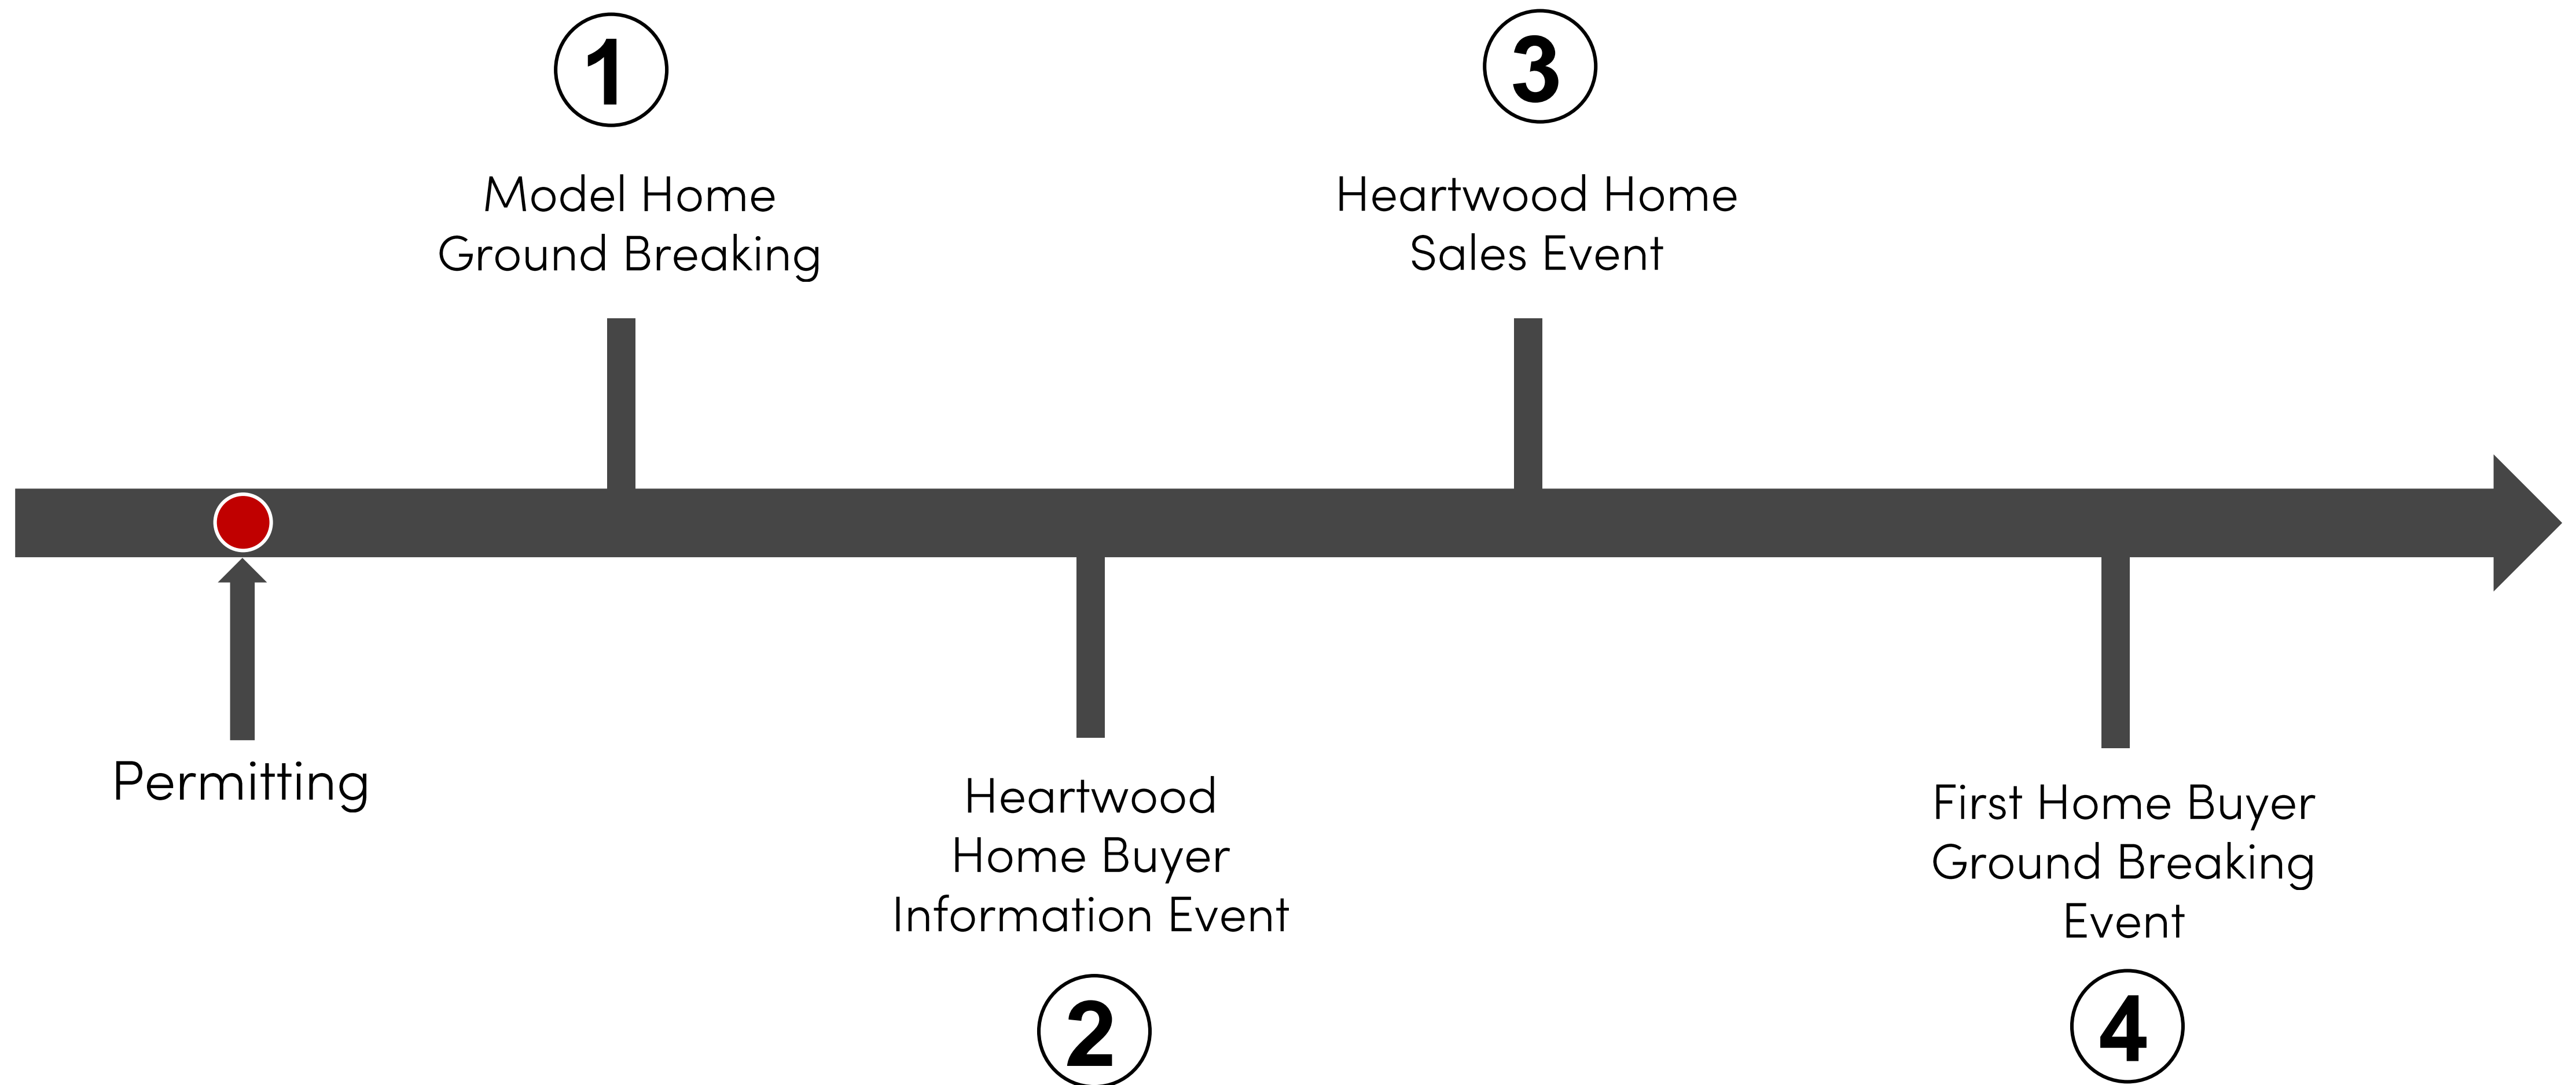 1
Model Home
Ground Breaking
3
Heartwood Home
Sales Event
Permitting
Heartwood
Home Buyer
Information Event
2
First Home Buyer
Ground Breaking
Event
4